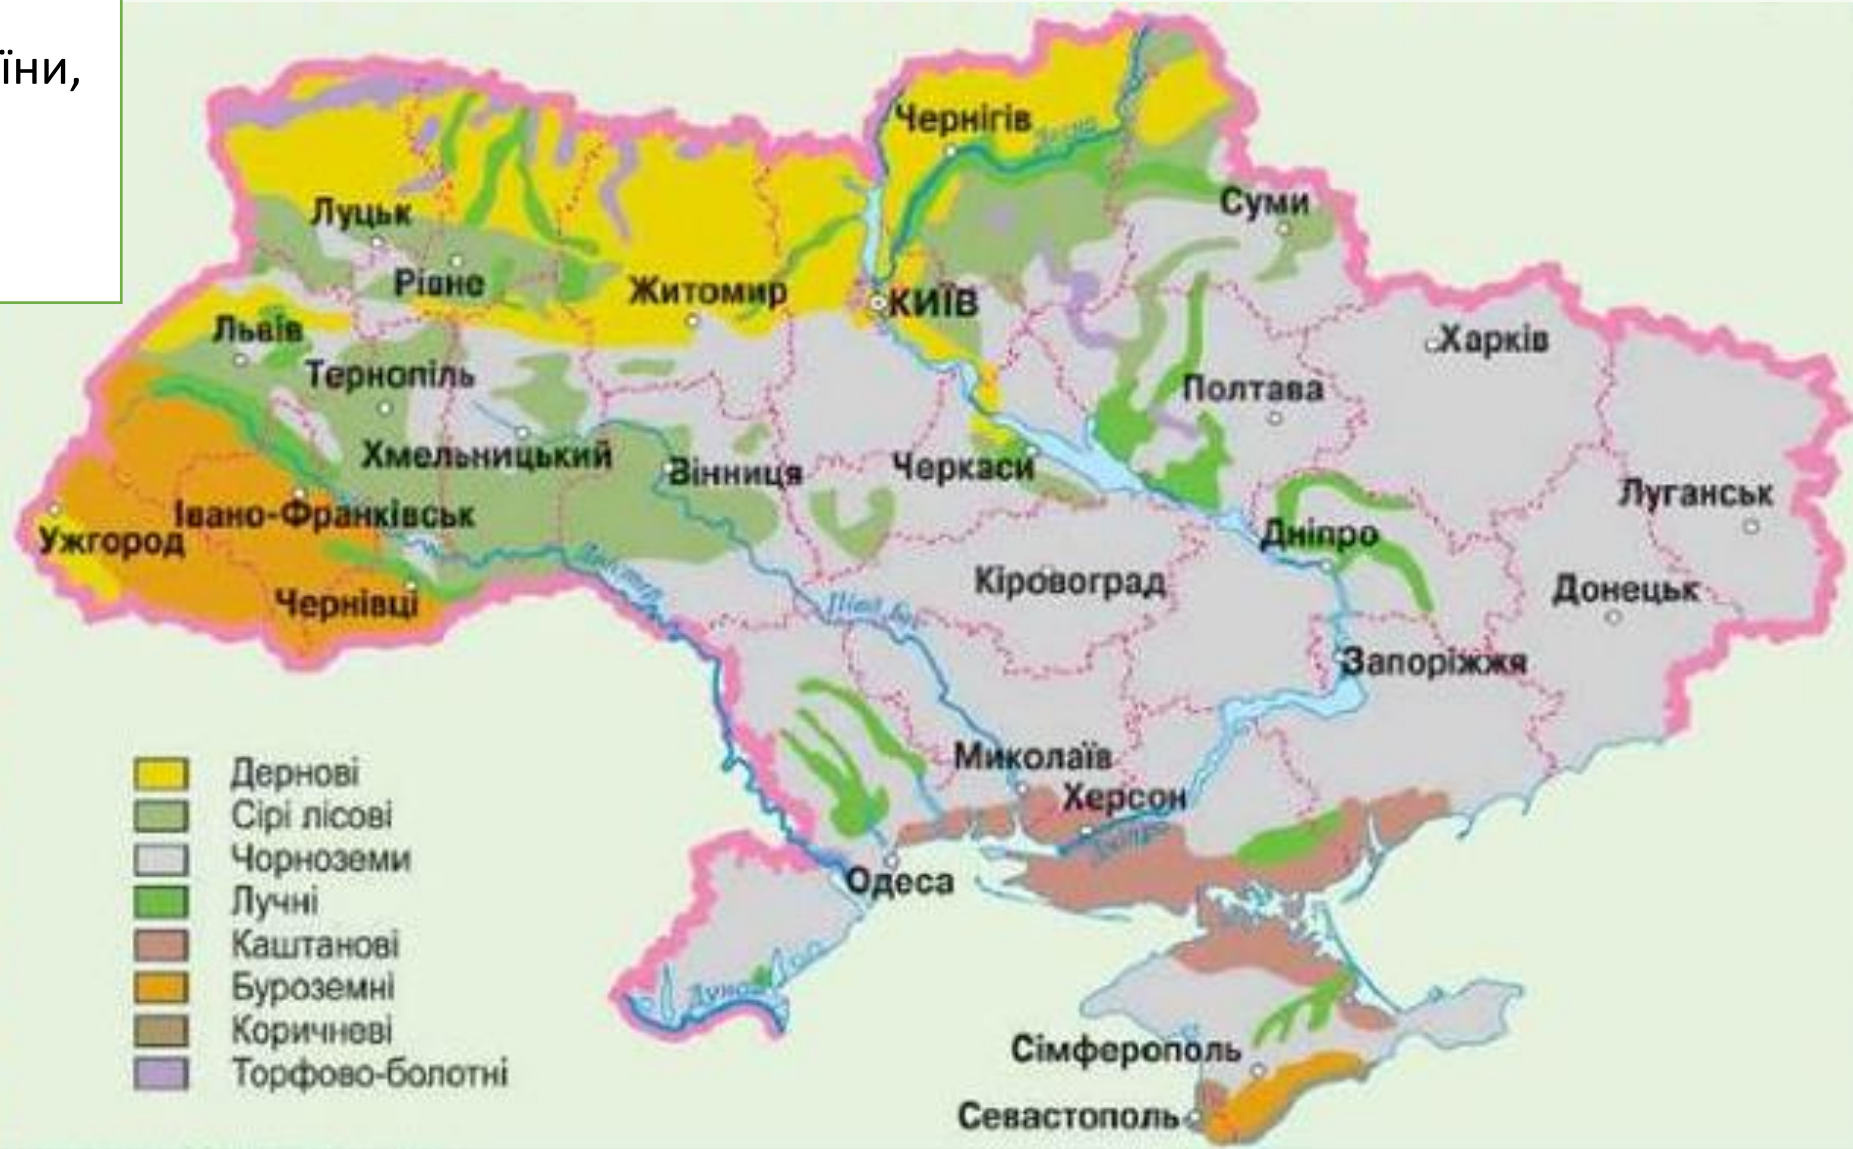 їни,
Чернігів
Десна
Суми
Луцьк
Рівне
Житомир
КИЇВ
Львів
Харків
Тернопіль
Полтава
Хмельницький
Вінниця
Черкаси
Луганськ
Івано-Франківськ
Ужгород
Дніпро
Дністер
Кіровоград
Донецьк
Чернівці
Півд. Буг
Запоріжжя
Миколаїв
Херсон
Дніпро
Одеса
Дунай
Сімферополь
Севастополь
Дернові
Сірі лісові
Чорноземи
Лучні
Каштанові
Буроземні
Коричневі
Торфово-болотні